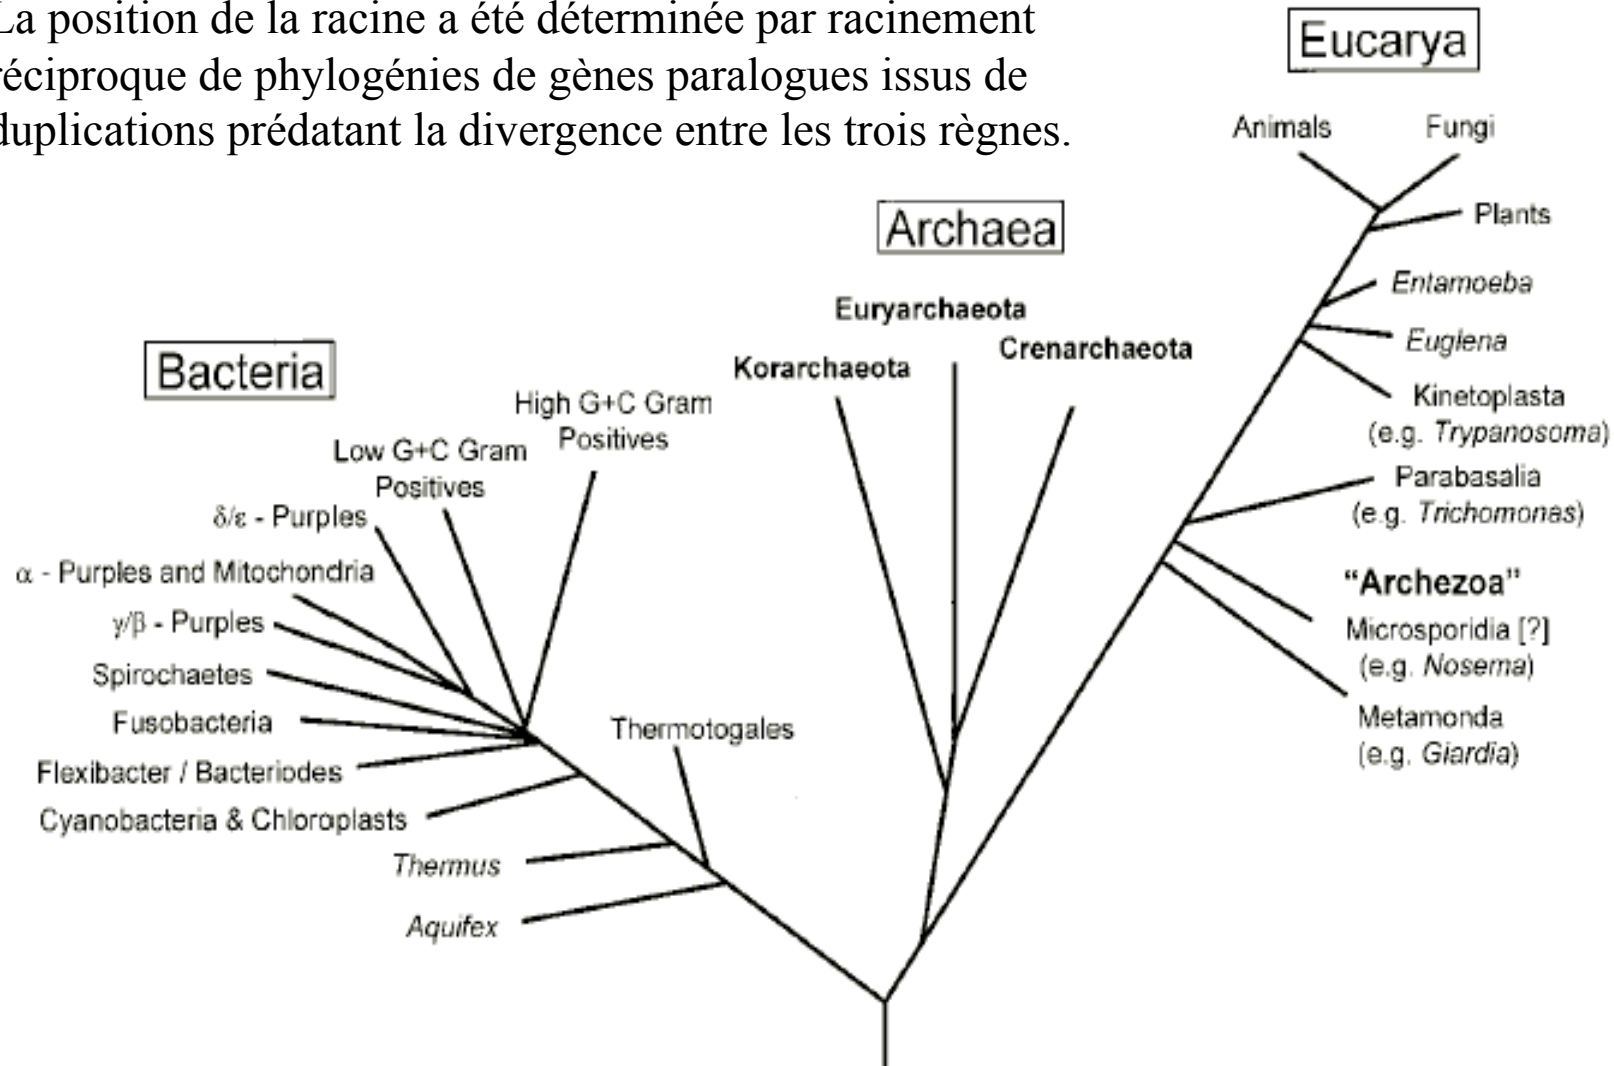 La position de la racine a été déterminée par racinement
réciproque de phylogénies de gènes paralogues issus de
duplications prédatant la divergence entre les trois règnes.
Eucarya
Animals
Fungi
Plants
Entamoeba
Euglena
Kinetoplasta
(e.g. Trypanosoma)
Parabasalia
(e.g. Trichomonas)
“Archezoa”
Microsporidia [?]
(e.g. Nosema)
Metamonda
(e.g. Giardia)
Archaea
Euryarchaeota
Crenarchaeota
Korarchaeota
Bacteria
High G+C Gram
Positives
Low G+C Gram
Positives
δ/ε - Purples
α - Purples and Mitochondria
γ/β - Purples
Spirochaetes
Fusobacteria
Thermotogales
Flexibacter / Bacteriodes
Cyanobacteria & Chloroplasts
Thermus
Aquifex